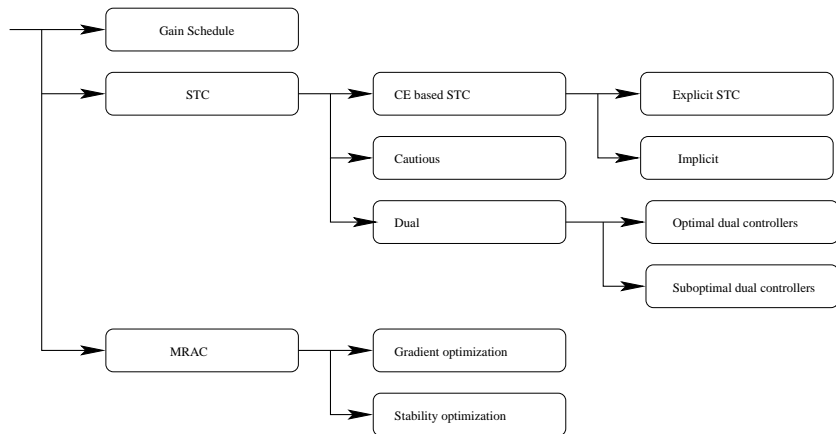 Gain Schedule
STC
CE based STC
Explicit STC
Cautious
Implicit
Dual
Optimal dual controllers
Suboptimal dual controllers
MRAC
Gradient optimization
Stability optimization